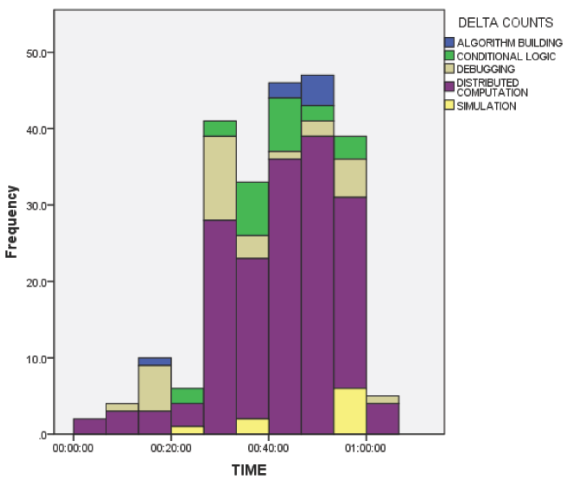 DELTA COUNTS
ALGORITHM BUILDING
CONDITIONAL LOGIC
DEBUGGING
DISTRIBUTED
COMPUTATION
SIMULATION
50.0
40.0
30.0
20.0
10.0
.0
Frequency
00:00:00
00:20:00
00:40:00
01:00:00
TIME